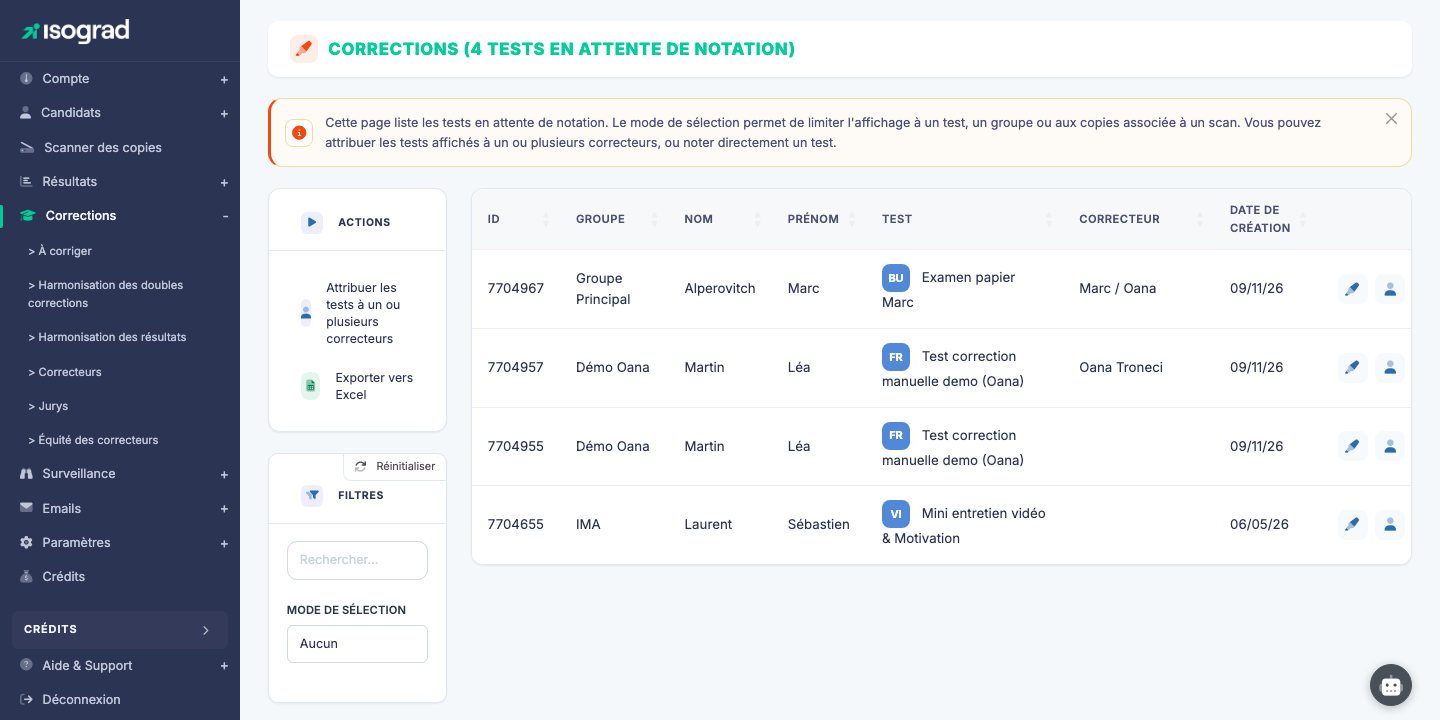 isograd
Compte +
Candidats +
Scanner des copies
Résultats +
Corrections -
> À corriger
> Harmonisation des doubles
corrections
> Harmonisation des résultats
> Correcteurs
> Jurys
> Équité des correcteurs
Surveillance +
Emails +
Paramètres +
Crédits
CRÉDITS
Aide & Support +
Déconnexion
CORRECTIONS (4 TESTS EN ATTENTE DE NOTATION)
Cette page liste les tests en attente de notation. Le mode de sélection permet de limiter l'affichage à un test, un groupe ou aux copies associée à un scan. Vous pouvez
attribuer les tests affichés à un ou plusieurs correcteurs, ou noter directement un test.
ACTIONS
Attribuer les
tests à un ou
plusieurs
correcteurs
Exporter vers
Excel
Réinitialiser
FILTRES
Rechercher...
MODE DE SÉLECTION
Aucun
ID GROUPE NOM PRÉNOM TEST CORRECTEUR DATE DE
CRÉATION
7704967 Groupe
Principal Alperovitch Marc BU Examen papier
Marc Marc / Oana 09/11/26
7704957 Démo Oana Martin Léa FR Test correction
manuelle demo (Oana) Oana Troneci 09/11/26
7704955 Démo Oana Martin Léa FR Test correction
manuelle demo (Oana) 09/11/26
7704655 IMA Laurent Sébastien VI Mini entretien vidéo
& Motivation 06/05/26